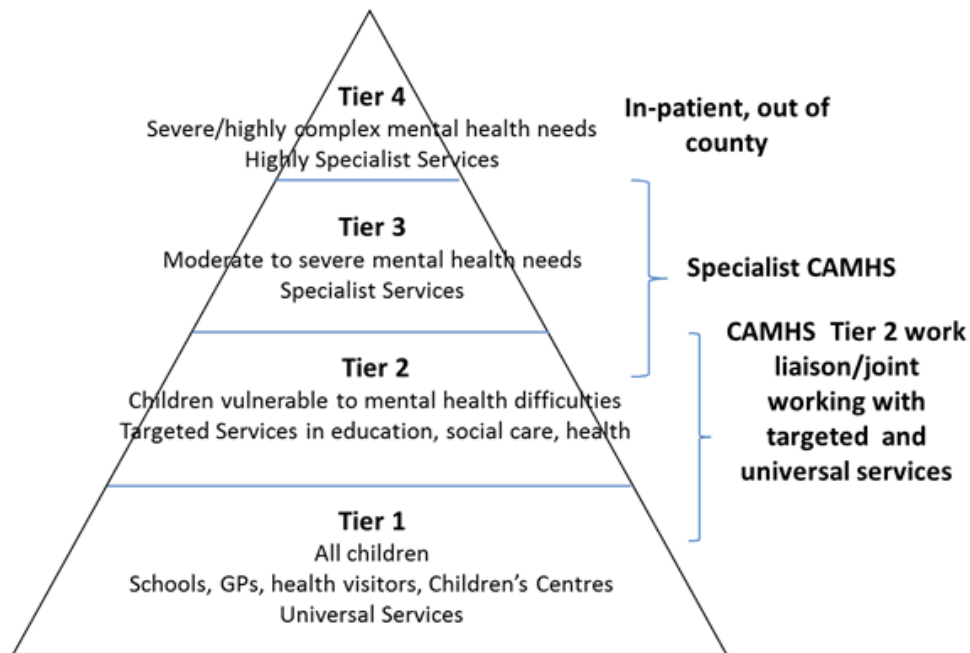 Tier 4
Severe/highly complex mental health needs
Highly Specialist Services
In-patient, out of
county
Tier 3
Moderate to severe mental health needs
Specialist Services
Specialist CAMHS
Tier 2
Children vulnerable to mental health difficulties
Targeted Services in education, social care, health
CAMHS Tier 2 work
liaison/joint
working with
targeted and
universal services
Tier 1
All children
Schools, GPs, health visitors, Children’s Centres
Universal Services